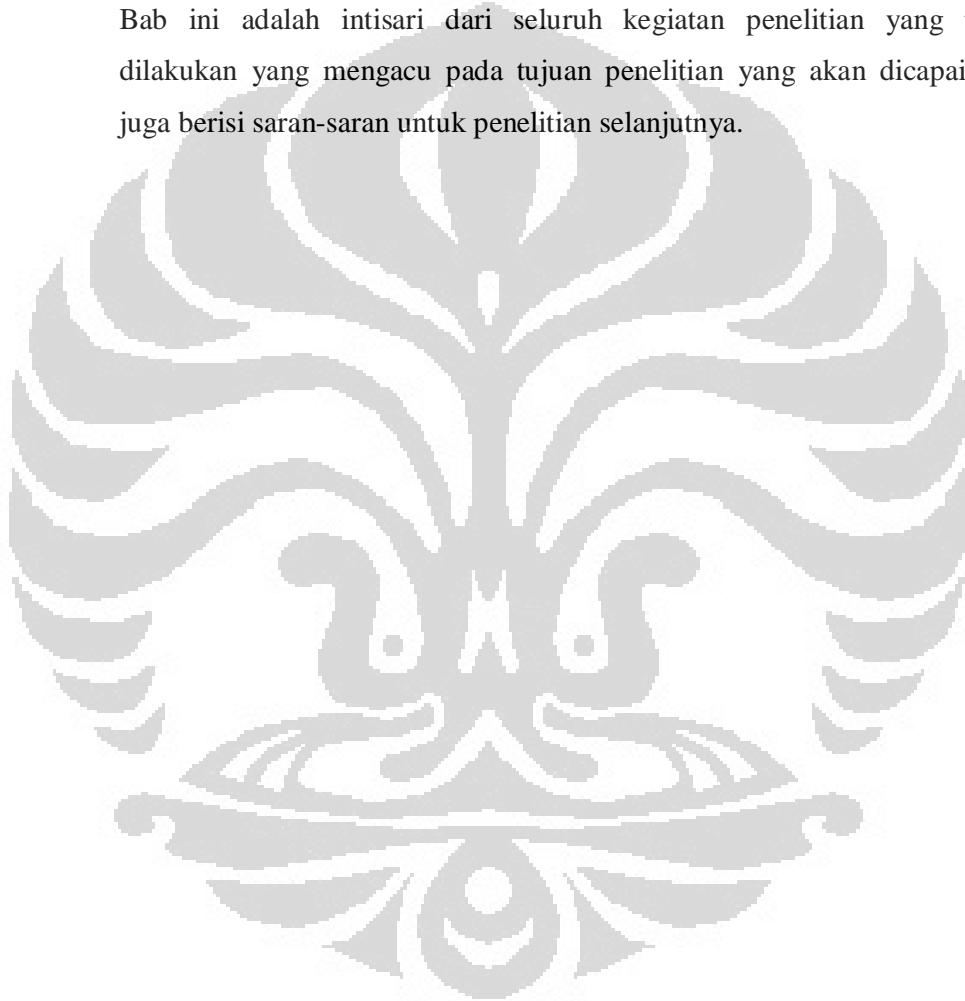 Bab ini adalah intisari dari seluruh kegiatan penelitian yang
dilakukan yang mengacu pada tujuan penelitian yang akan dicapai
juga berisi saran-saran untuk penelitian selanjutnya.